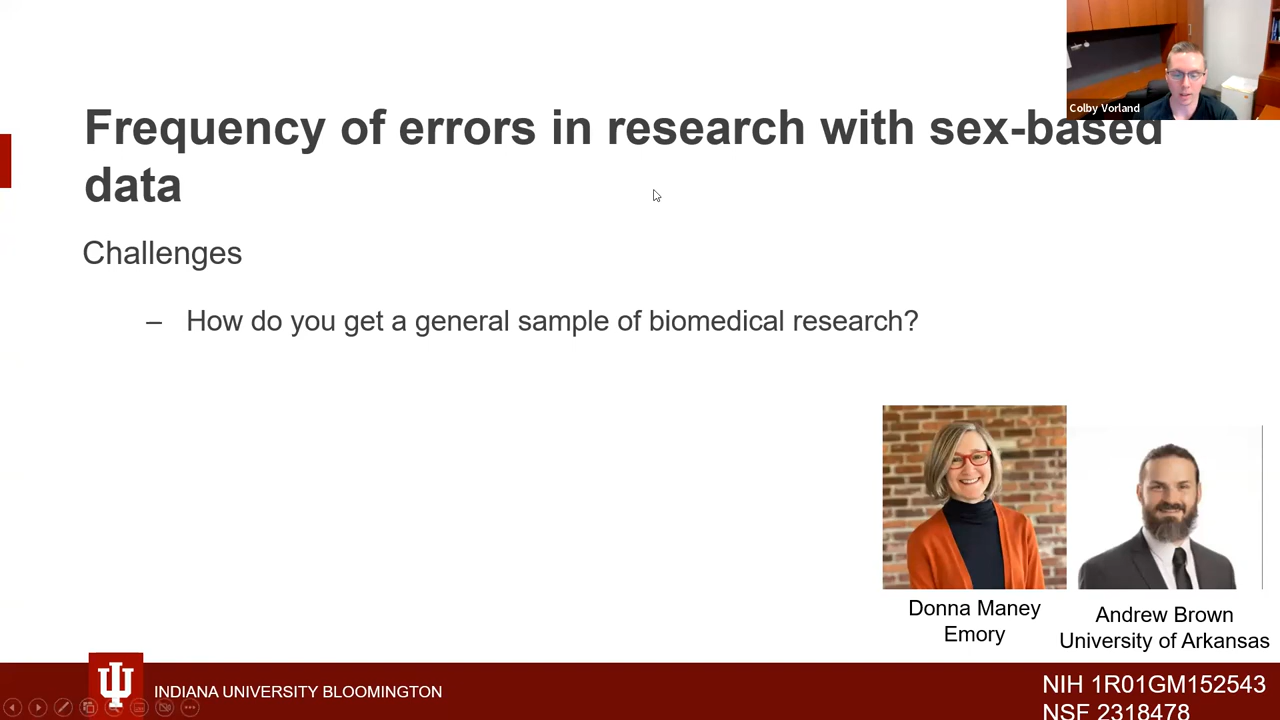 Colby Vorland
Frequency of errors in research with sex-based
data
Challenges
– How do you get a general sample of biomedical research?
Donna Maney
Emory
Andrew Brown
University of Arkansas
INDIANA UNIVERSITY BLOOMINGTON
NIH 1R01GM152543
NSF 2318478